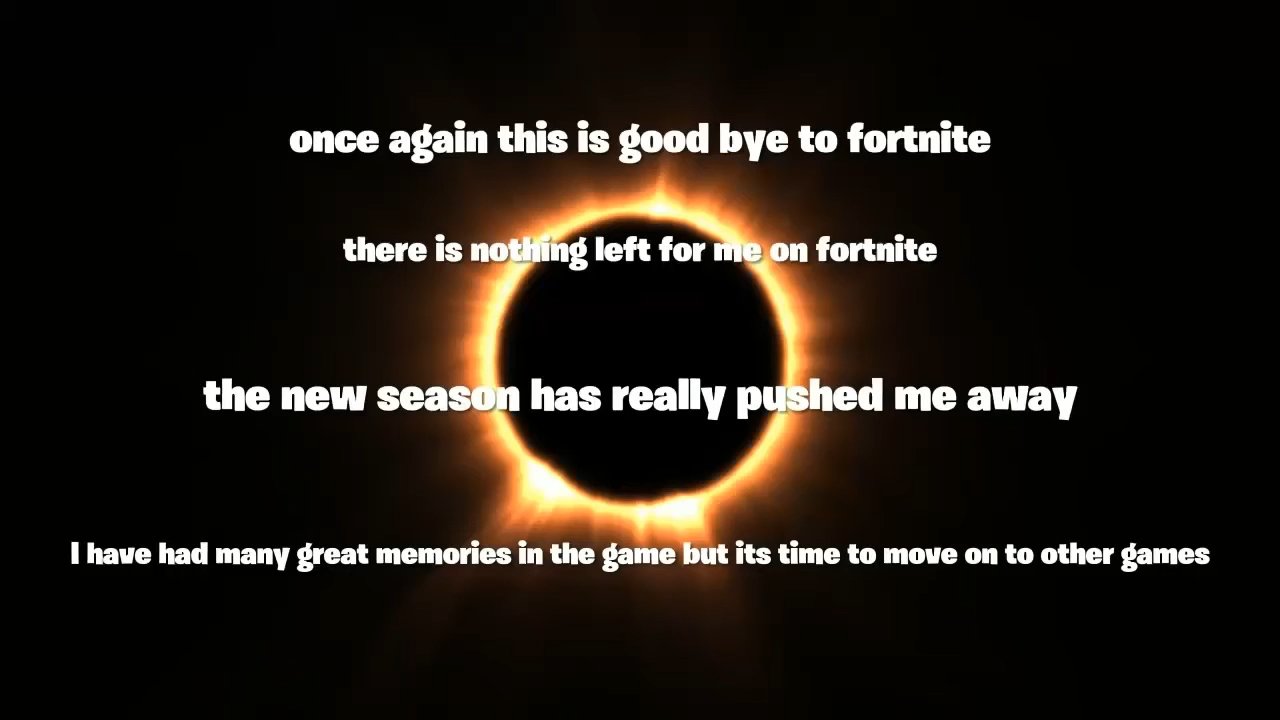 once again this is good bye to fortnite
there is nothing left for me on fortnite
the new season has really pushed me away
I have had many great memories in the game but its time to move on to other games